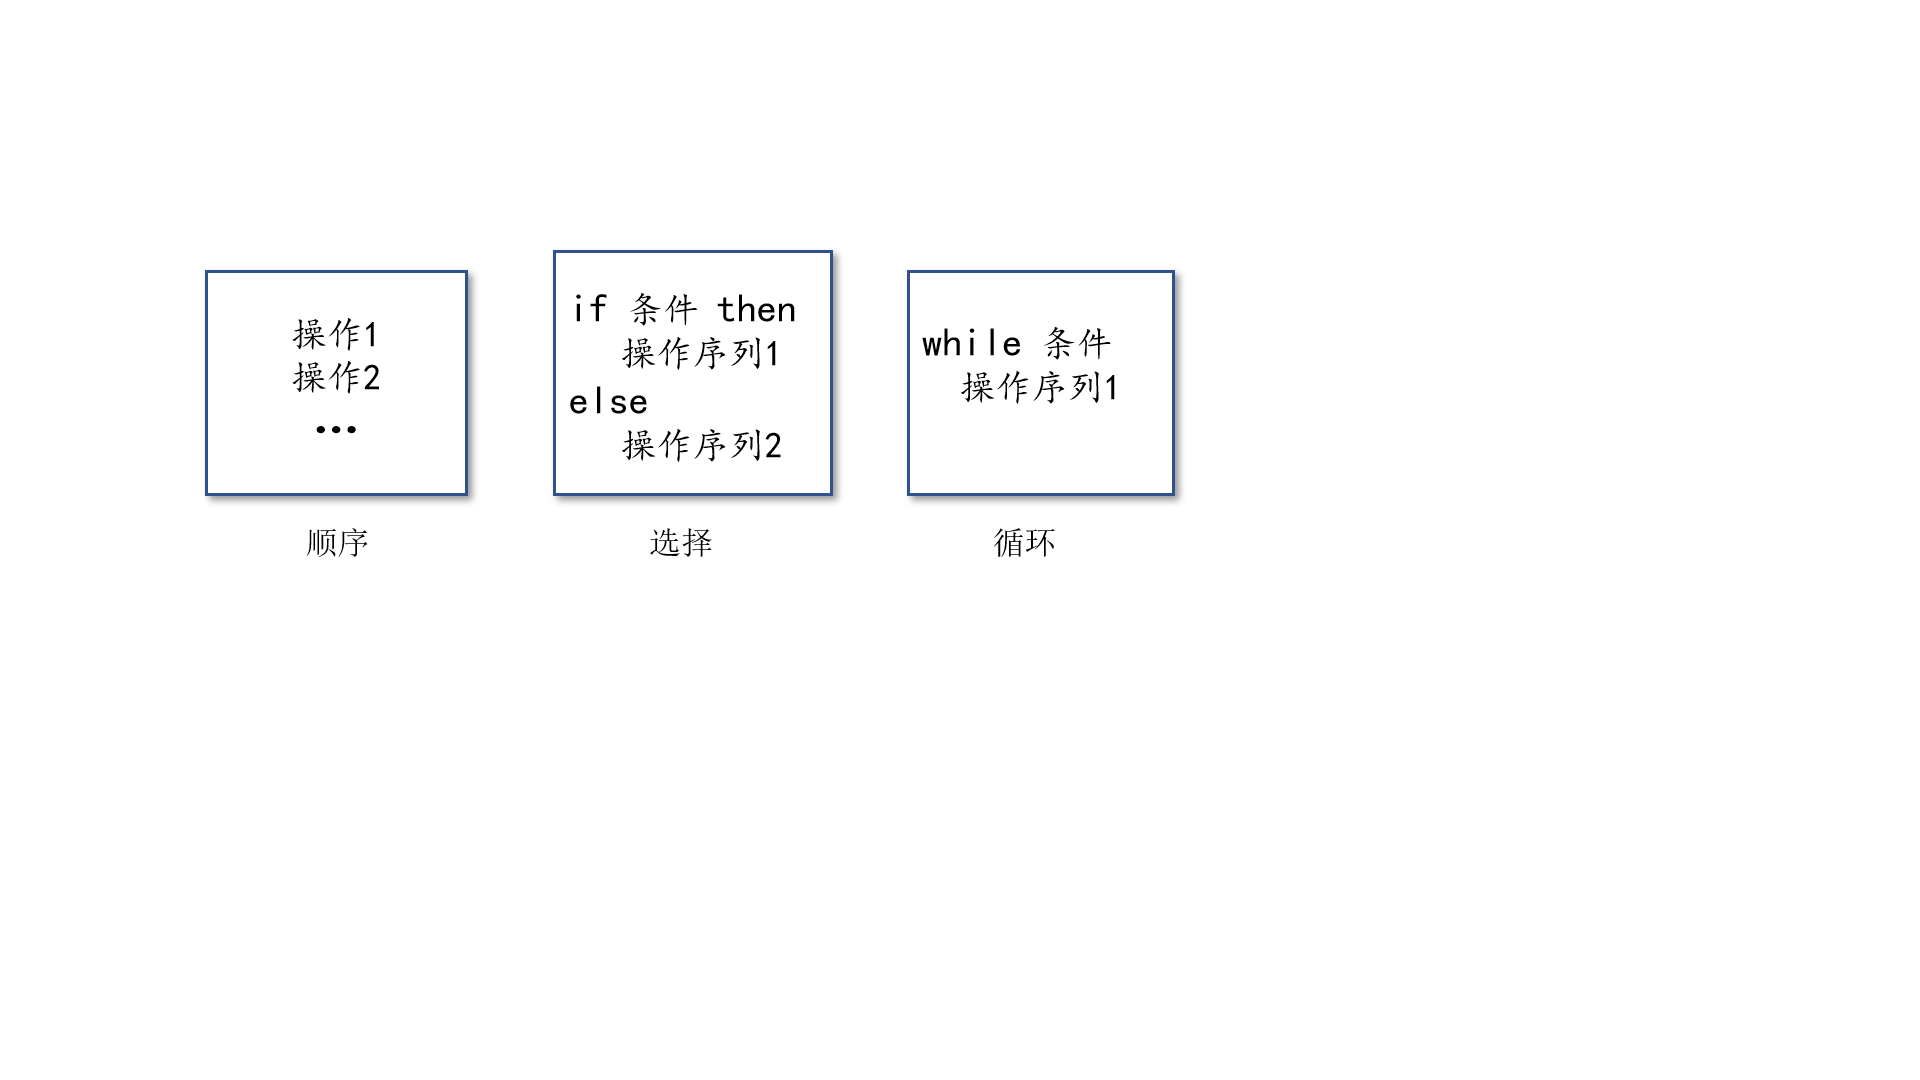 操作1
操作2
...
顺序
if 条件 then
操作序列1
else
操作序列2
选择
while 条件
操作序列1
循环